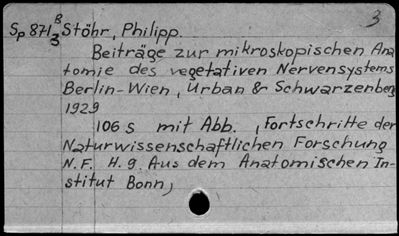 3
Sp 871 B/3 Stöhr, Philipp.
Beiträge zur mikroskopischen Ana
tomie des vegetativen Nervensystems
Berlin-Wien, Urban & Schwarzenberg
1929
106 s mit Abb. , (Fortschritte der
Naturwissenschaftlichen Forschung
N.F. H. 9. Aus dem Anatomischen In-
stitut Bonn)